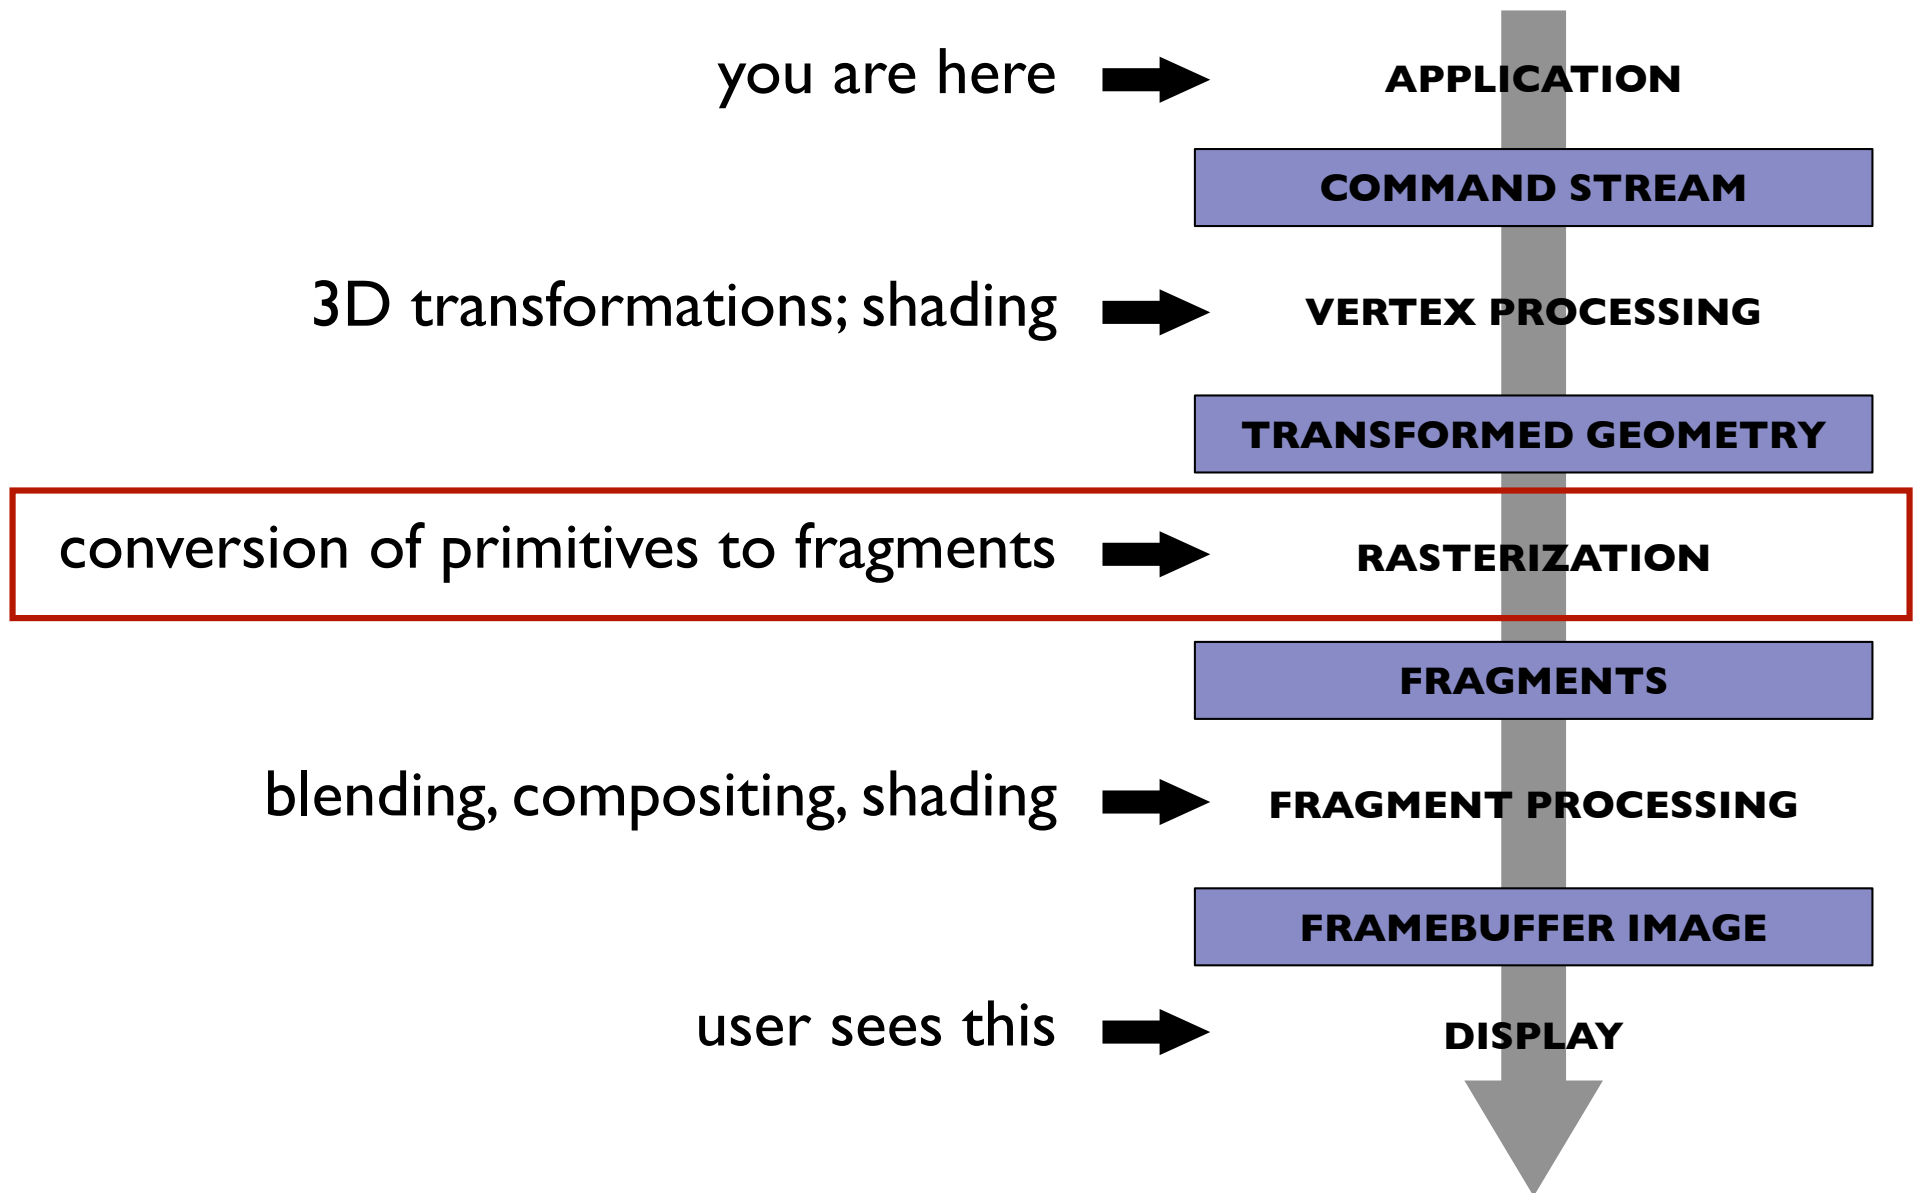 you are here APPLICATION
COMMAND STREAM
3D transformations; shading VERTEX PROCESSING
TRANSFORMED GEOMETRY
conversion of primitives to fragments RASTERIZATION
FRAGMENTS
blending, compositing, shading FRAGMENT PROCESSING
FRAMEBUFFER IMAGE
user sees this DISPLAY